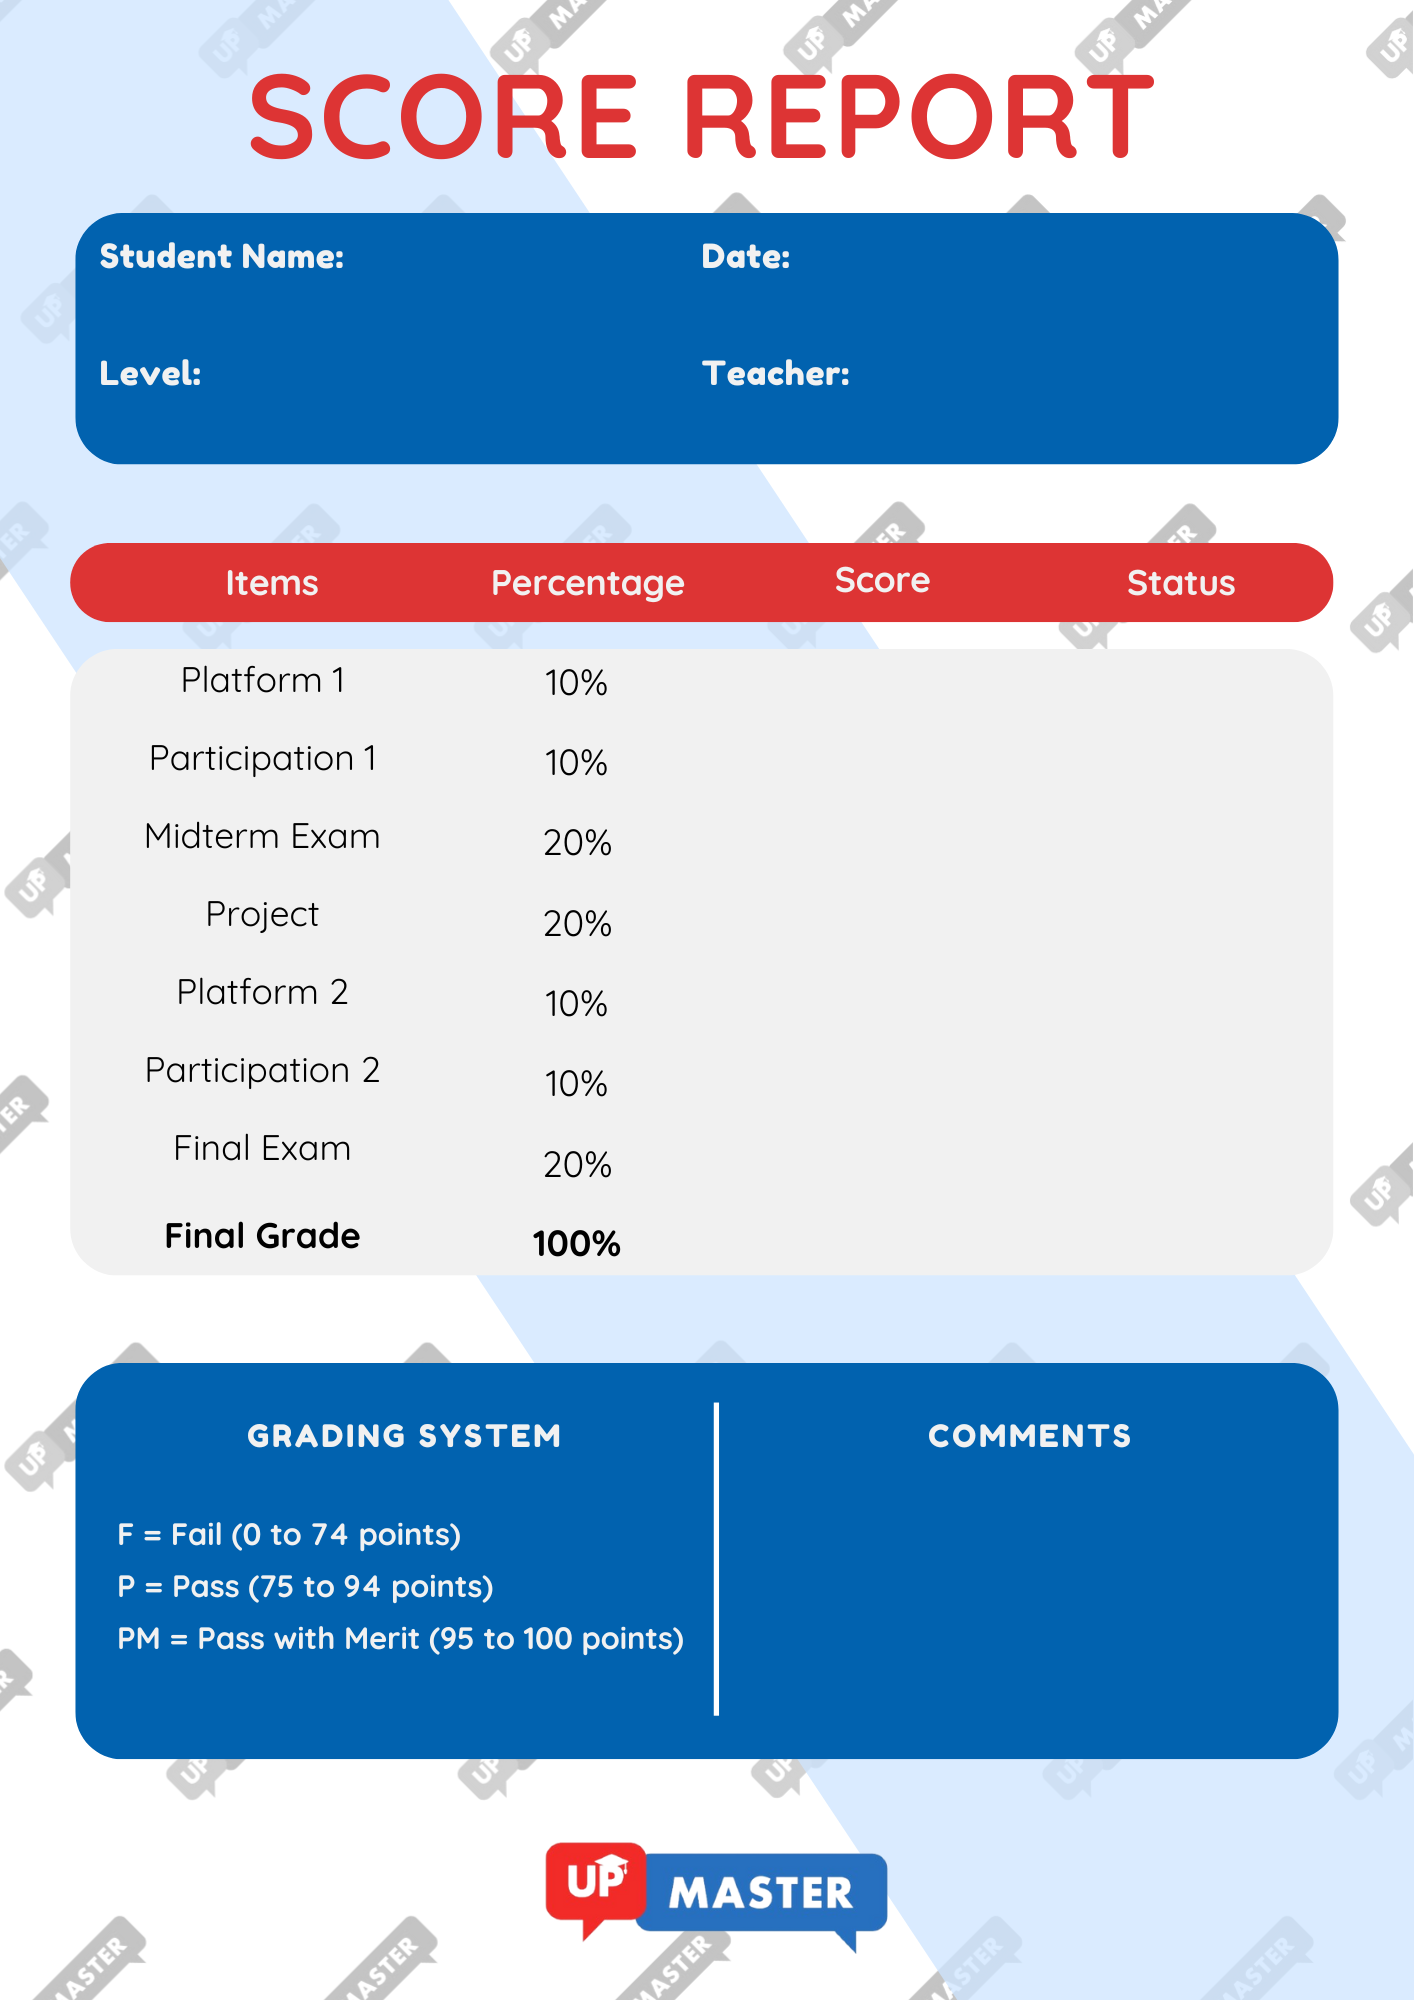 SCORE REPORT
Student Name:
Date:
Level:
Teacher:
Items Percentage Score Status
Platform 1 10%
Participation 1 10%
Midterm Exam 20%
Project 20%
Platform 2 10%
Participation 2 10%
Final Exam 20%
Final Grade 100%
GRADING SYSTEM
F = Fail (0 to 74 points)
P = Pass (75 to 94 points)
PM = Pass with Merit (95 to 100 points)
COMMENTS
UP MASTER